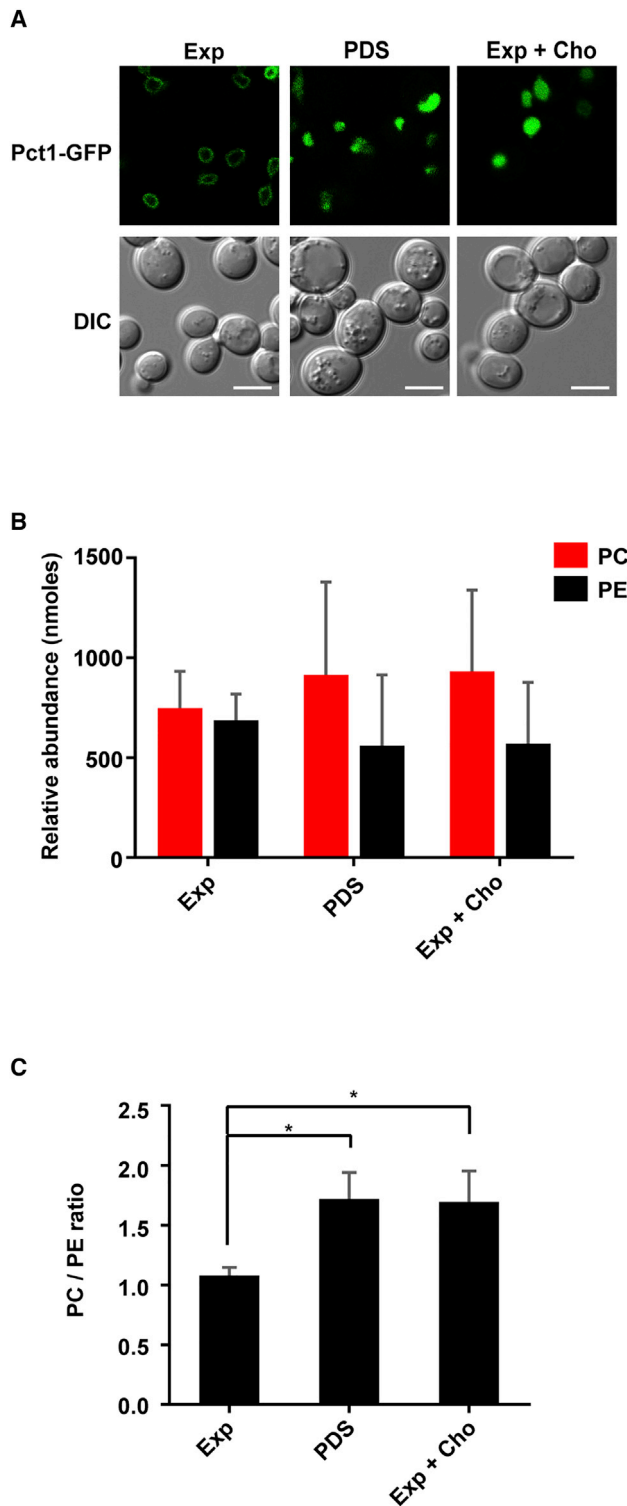 A
Exp PDS Exp + Cho
Pct1-GFP
DIC
B
Relative abundance (nmoles)
1500
1000
500
0
PC
PE
Exp PDS Exp + Cho
C
PC / PE ratio
2.5
2.0
1.5
1.0
0.5
0.0
*
*
Exp PDS Exp + Cho